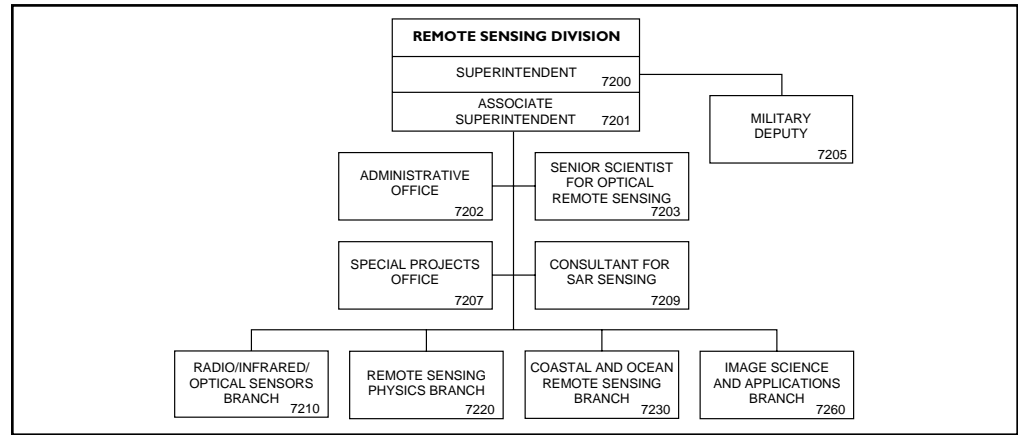 REMOTE SENSING DIVISION
SUPERINTENDENT
7200
ASSOCIATE
SUPERINTENDENT
7201
MILITARY
DEPUTY
7205
ADMINISTRATIVE
OFFICE
7202
SENIOR SCIENTIST
FOR OPTICAL
REMOTE SENSING
7203
SPECIAL PROJECTS
OFFICE
7207
CONSULTANT FOR
SAR SENSING
7209
RADIO/INFRARED/
OPTICAL SENSORS
BRANCH
7210
REMOTE SENSING
PHYSICS BRANCH
7220
COASTAL AND OCEAN
REMOTE SENSING
BRANCH
7230
IMAGE SCIENCE
AND APPLICATIONS
BRANCH
7260